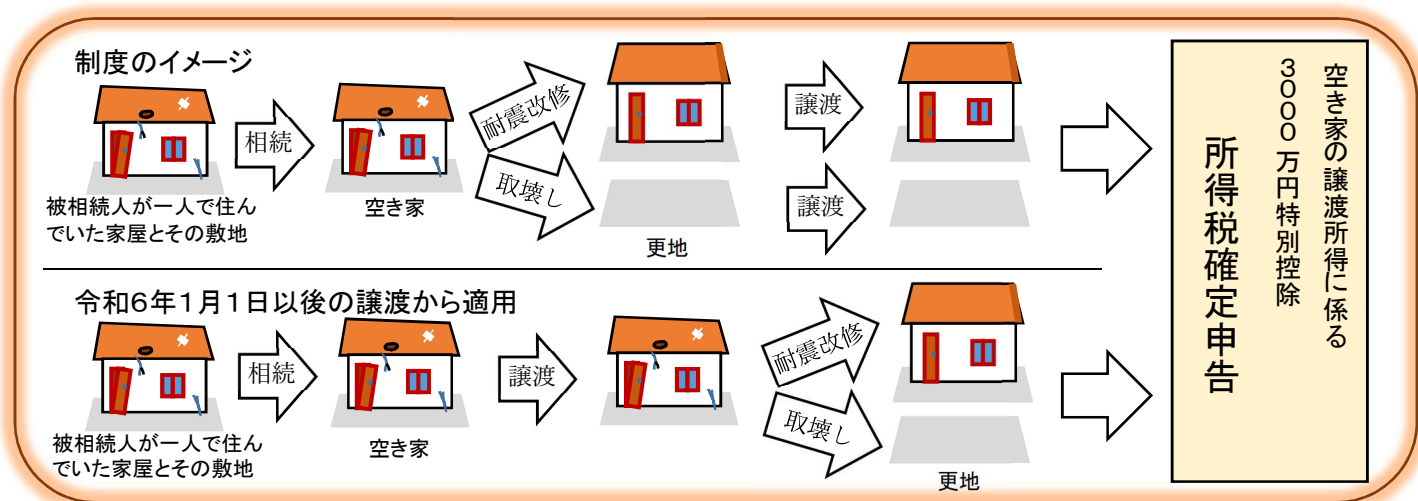 制度のイメージ
相続
耐震改修
取壊し
譲渡
譲渡
被相続人が一人で住ん
でいた家屋とその敷地
空き家
更地
令和6年1月1日以後の譲渡から適用
相続
譲渡
耐震改修
取壊し
被相続人が一人で住ん
でいた家屋とその敷地
空き家
更地
空き家の譲渡所得に係る
3000万円特別控除
所得税確定申告